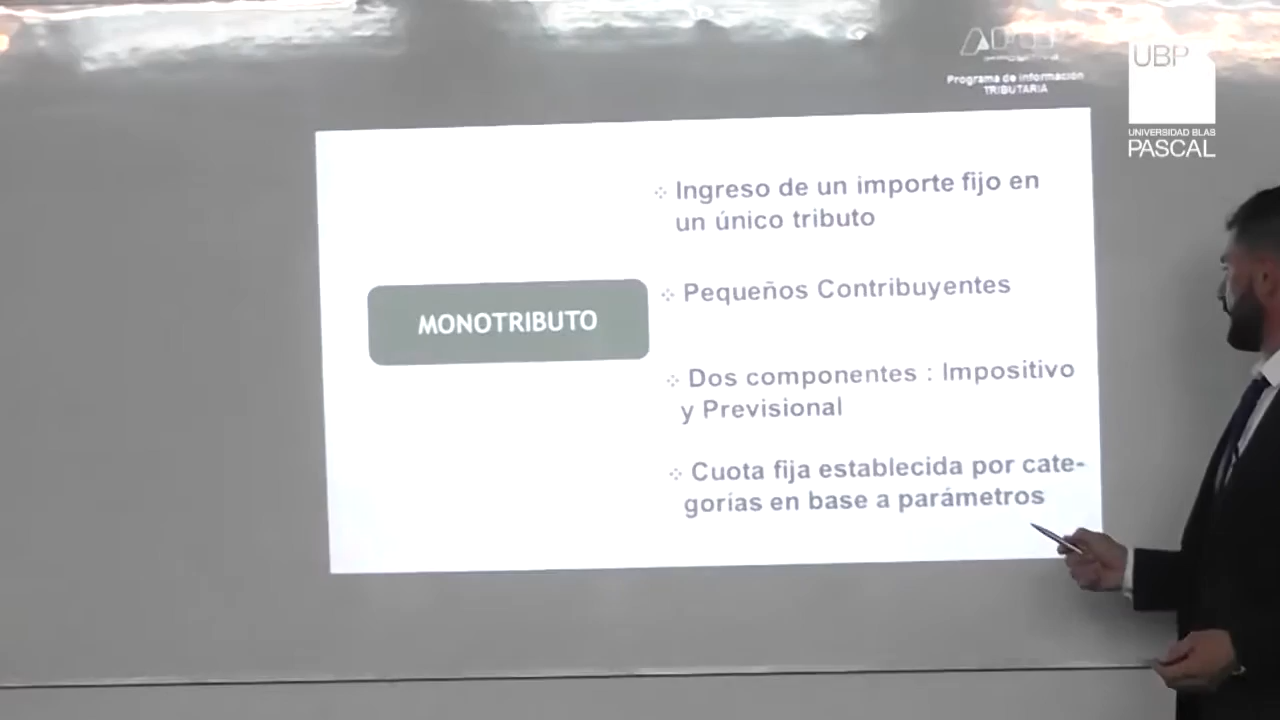 Programa de Información
TRIBUTARIA
UBP
UNIVERSIDAD BLAS
PASCAL
Ingreso de un importe fijo en
un único tributo
Pequeños Contribuyentes
MONOTRIBUTO
Dos componentes : Impositivo
y Previsional
Cuota fija establecida por cate-
gorías en base a parámetros